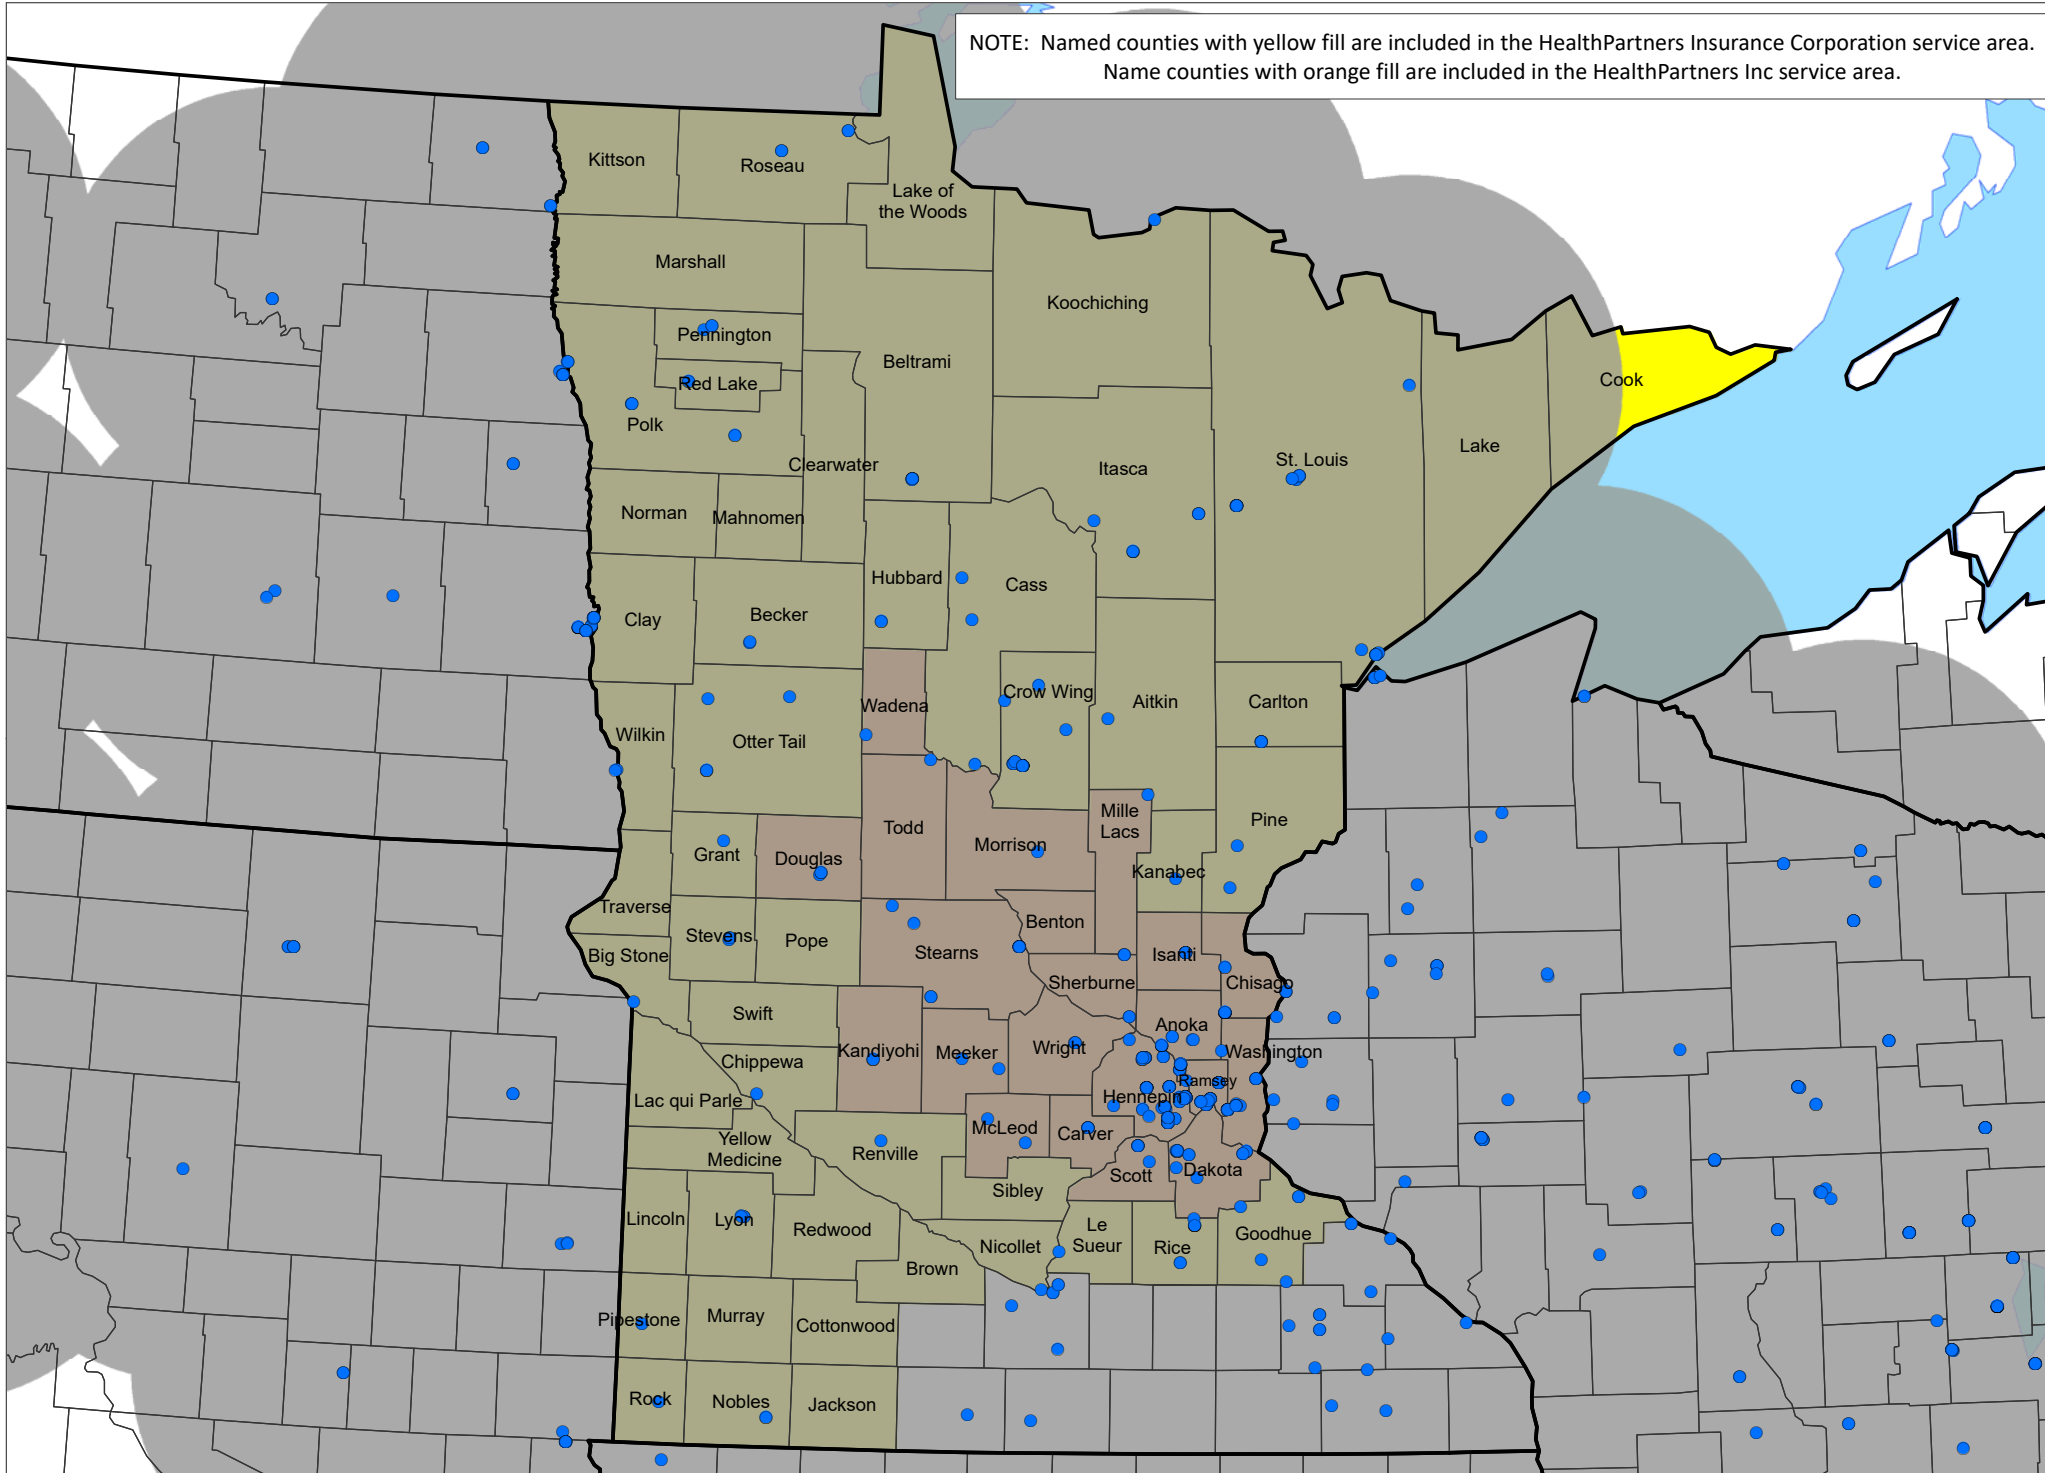 NOTE:  Named counties with yellow fill are included in the HealthPartners Insurance Corporation service area.
Name counties with orange fill are included in the HealthPartners Inc service area.
Kittson
Roseau
Lake of
the Woods
Marshall
Koochiching
Pennington
Beltrami
Red Lake
Cook
Polk
Clearwater
Itasca
St. Louis
Lake
Norman
Mahnomen
Hubbard
Cass
Clay
Becker
Wadena
Crow Wing
Aitkin
Carlton
Wilkin
Otter Tail
Todd
Mille
Lacs
Pine
Grant
Douglas
Morrison
Kanabec
Traverse
Stevens
Pope
Benton
Big Stone
Stearns
Isanti
Sherburne
Chisago
Swift
Anoka
Kandiyohi
Meeker
Wright
Washington
Chippewa
Ramsey
Hennepin
Lac qui Parle
McLeod
Carver
Yellow
Medicine
Renville
Scott
Dakota
Sibley
Lincoln
Lyon
Redwood
Le
Sueur
Nicollet
Rice
Goodhue
Brown
Pipestone
Murray
Cottonwood
Rock
Nobles
Jackson